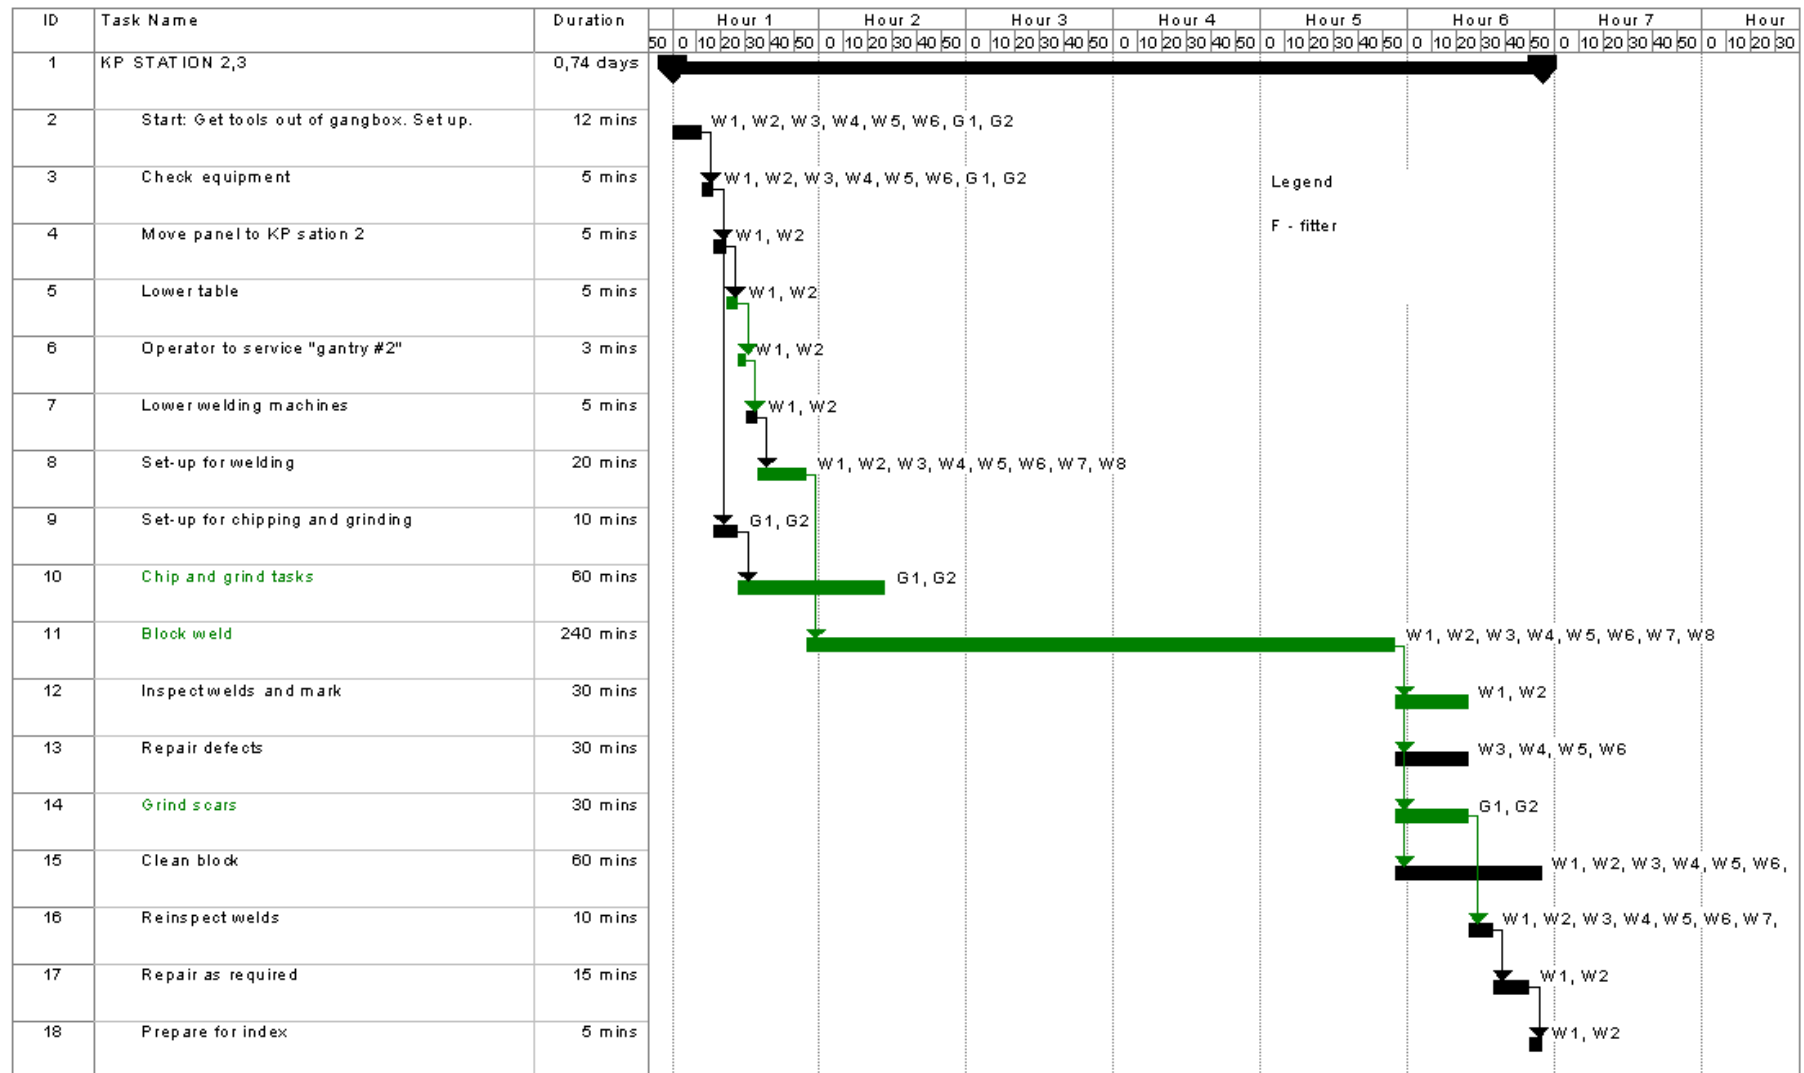 ID Task Name Duration Hour 1 Hour 2 Hour 3 Hour 4 Hour 5 Hour 6 Hour 7 Hour
50 0 10 20 30 40 50 0 10 20 30 40 50 0 10 20 30 40 50 0 10 20 30 40 50 0 10 20 30 40 50 0 10 20 30 40 50 0 10 20 30 40 50 0 10 20 30
1 KP STATION 2,3 0,74 days
2 Start: Get tools out of gangbox. Set up. 12 mins W1, W2, W3, W4, W5, W6, G1, G2
3 Check equipment 5 mins W1, W2, W3, W4, W5, W6, G1, G2
Legend
4 Move panel to KP sation 2 5 mins W1, W2
F - fitter
5 Lower table 5 mins W1, W2
6 Operator to service "gantry #2" 3 mins W1, W2
7 Lower welding machines 5 mins W1, W2
8 Set-up for welding 20 mins W1, W2, W3, W4, W5, W6, W7, W8
9 Set-up for chipping and grinding 10 mins G1, G2
10 Chip and grind tasks 60 mins G1, G2
11 Block weld 240 mins W1, W2, W3, W4, W5, W6, W7, W8
12 Inspect welds and mark 30 mins W1, W2
13 Repair defects 30 mins W3, W4, W5, W6
14 Grind scars 30 mins G1, G2
15 Clean block 60 mins W1, W2, W3, W4, W5, W6,
16 Reinspect welds 10 mins W1, W2, W3, W4, W5, W6, W7,
17 Repair as required 15 mins W1, W2
18 Prepare for index 5 mins W1, W2